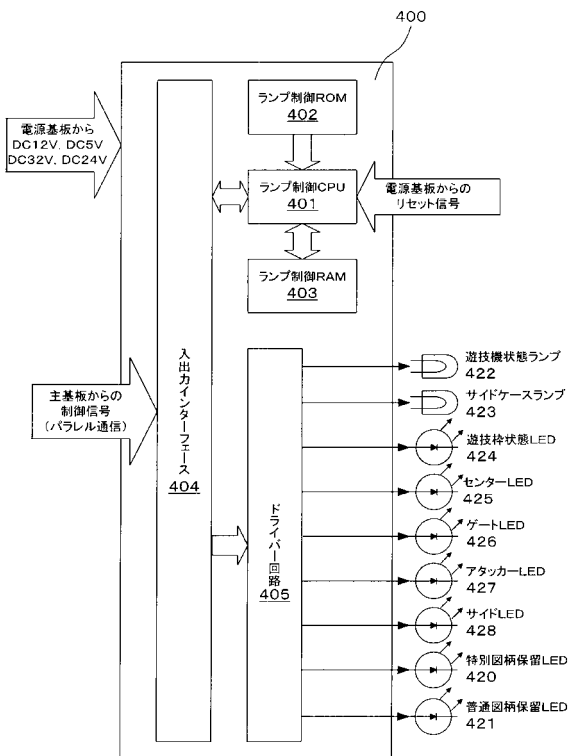 400
電源基板から
DC12V, DC5V
DC32V, DC24V
ランプ制御ROM
402
ランプ制御CPU
401
電源基板からの
リセット信号
ランプ制御RAM
403
主基板からの
制御信号
(パラレル通信)
入出力インターフェース
404
ドライバー回路
405
遊技機状態ランプ
422
サイドケースランプ
423
遊技枠状態LED
424
センターLED
425
ゲートLED
426
アタッカーLED
427
サイドLED
428
特別図柄保留LED
420
普通図柄保留LED
421